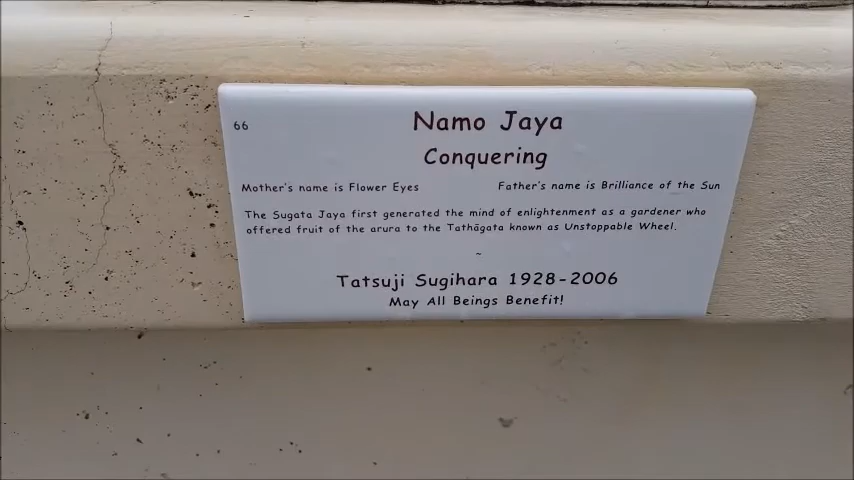 66
Namo Jaya
Conquering
Mother's name is Flower Eyes Father's name is Brilliance of the Sun
The Sugata Jaya first generated the mind of enlightenment as a gardener who
offered fruit of the arura to the Tathāgata known as Unstoppable Wheel.
~
Tatsuji Sugihara 1928-2006
May All Beings Benefit!